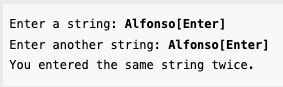 Enter a string: Alfonso[Enter]
Enter another string: Alfonso[Enter]
You entered the same string twice.